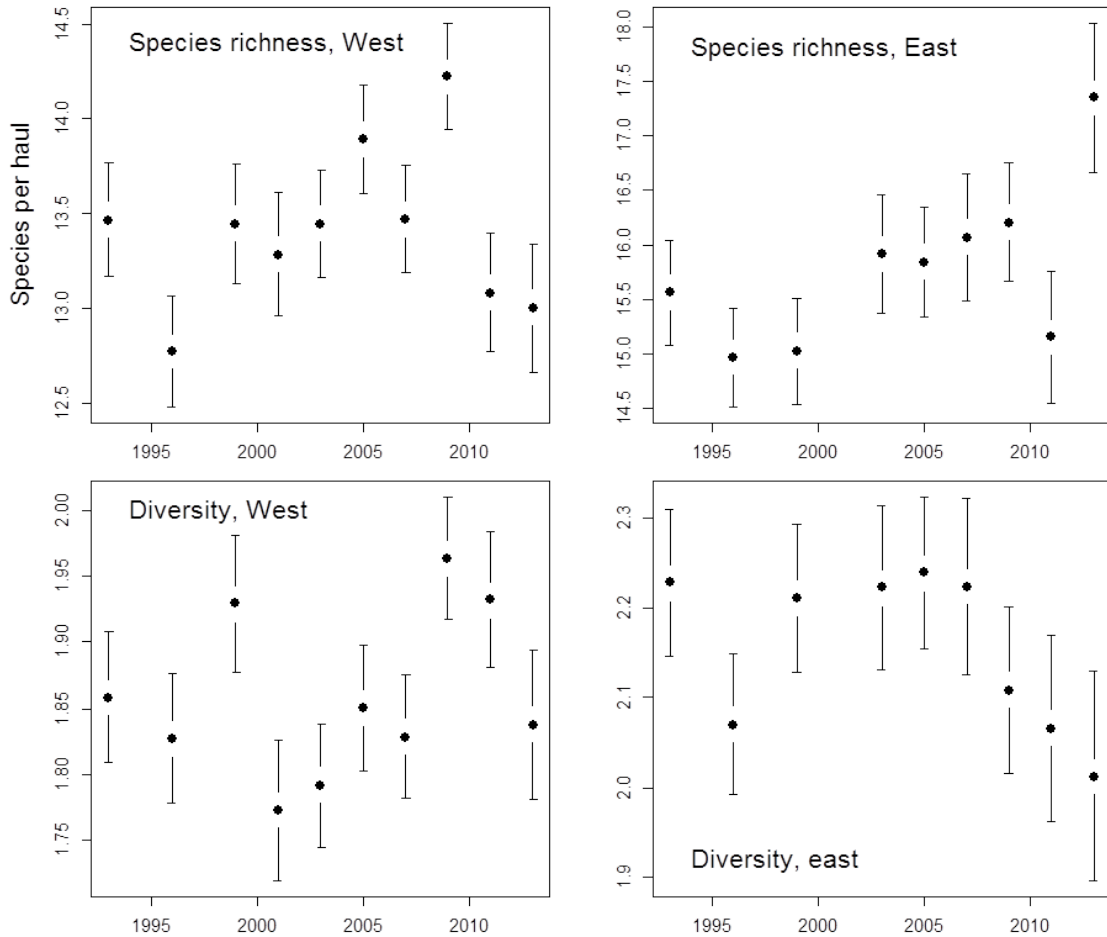 Species richness, West
Species per haul
14.5
14.0
13.5
13.0
12.5
1995 2000 2005 2010
Species richness, East
18.0
17.5
17.0
16.5
16.0
15.5
15.0
14.5
1995 2000 2005 2010
Diversity, West
2.00
1.95
1.90
1.85
1.80
1.75
1995 2000 2005 2010
2.3
2.2
2.1
2.0
1.9
Diversity, east
1995 2000 2005 2010